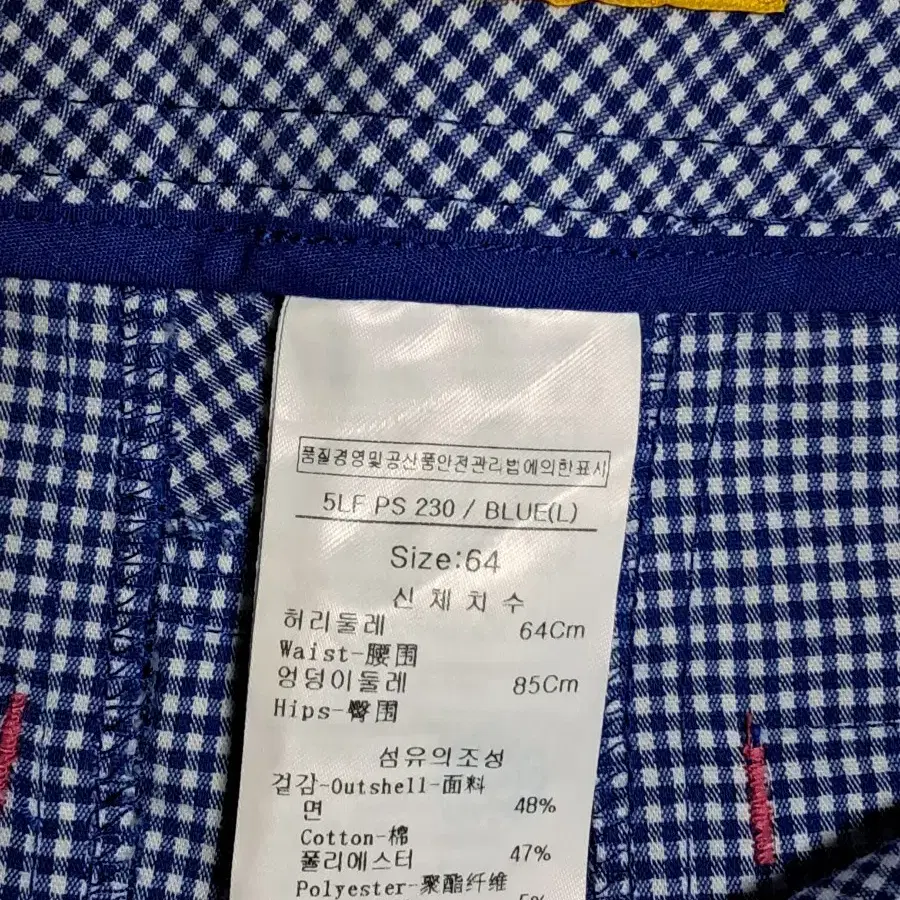 품질경영및공산품안전관리법에의한표시
5LF PS 230 / BLUE(L)
Size:64
신 체 치 수
허리둘레 64Cm
Waist-腰围
엉덩이둘레 85Cm
Hips-臀围
섬유의조성
겉감-Outshell-面料
면 48%
Cotton-棉
폴리에스터 47%
Polyester-聚酯纤维
5%